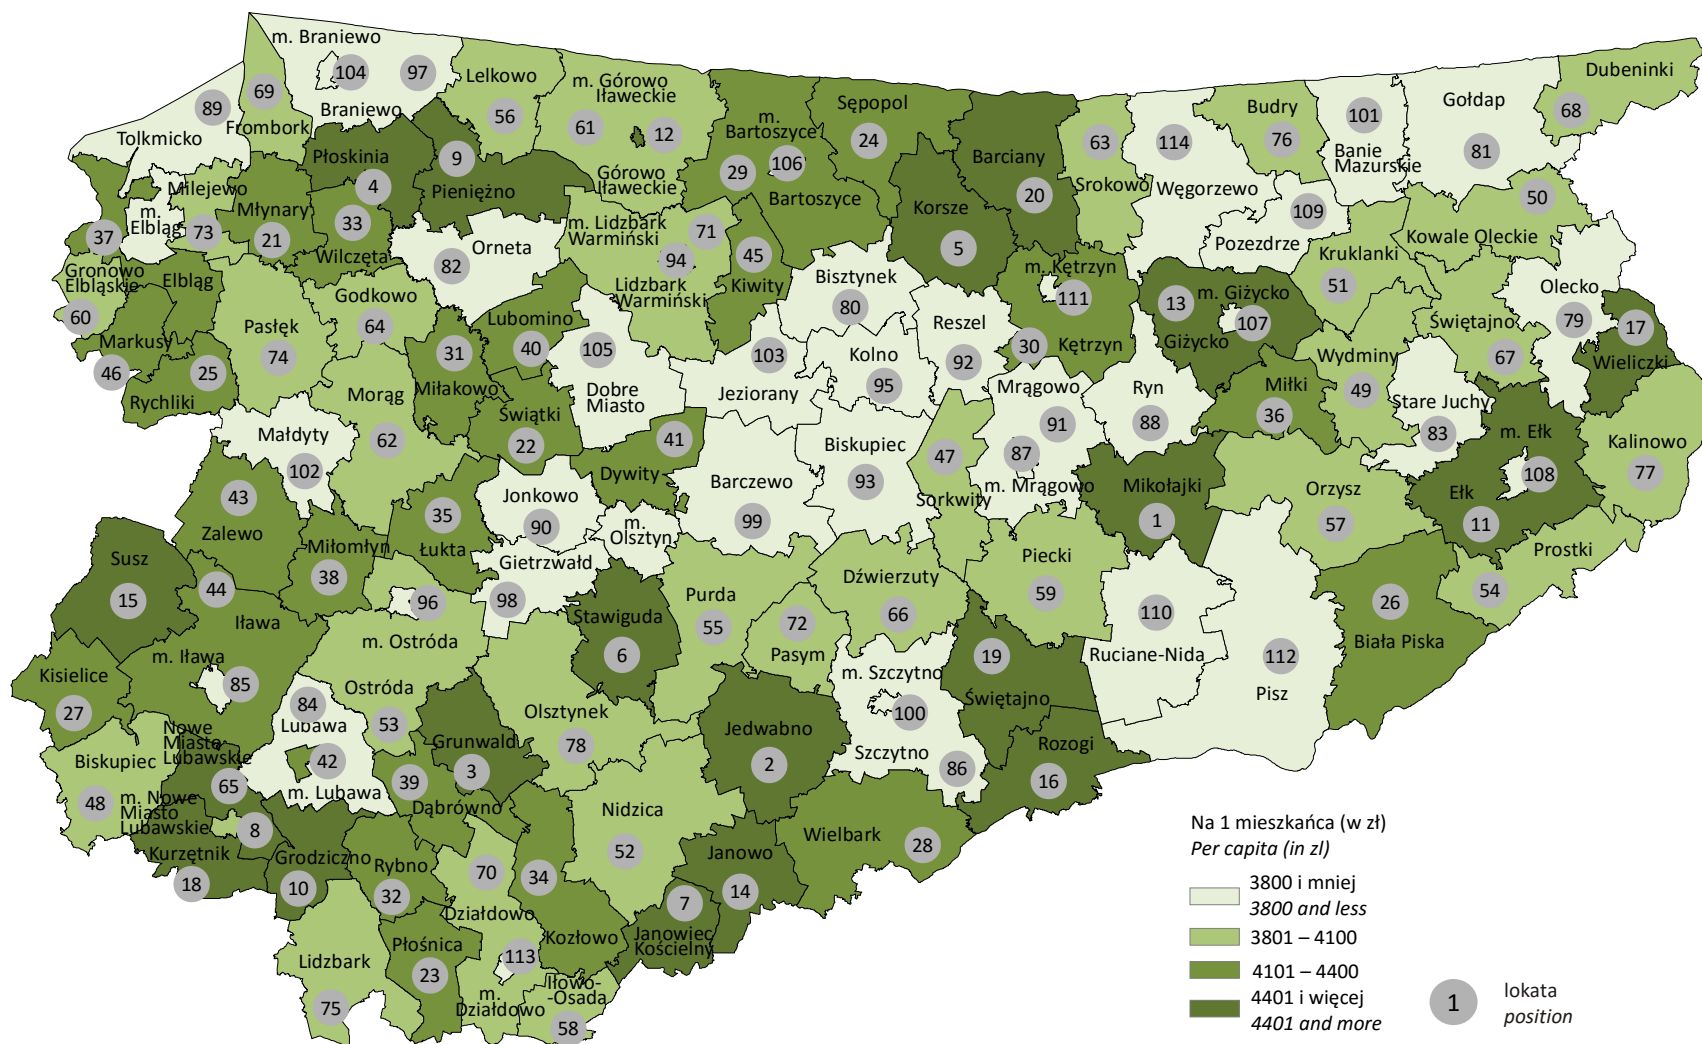 m. Braniewo
104
97
Braniewo
Lelkowo
56
69
Frombork
89
Tolkmicko
m. Górowo
Iławeckie
61
12
Górowo
Iławeckie
m.
Bartoszyce
29
106
Bartoszyce
Sępopol
24
Barciany
20
63
Srokowo
114
Węgorzewo
Budry
76
101
Banie
Mazurskie
Gołdap
81
Dubeninki
68
Płoskinia
4
9
Pieniężno
Milejewo
73
m.
Elbląg
37
Młynary
21
33
Wilczęta
Orneta
82
m. Lidzbark
Warmiński
71
94
Lidzbark
Warmiński
45
Kiwity
Korsze
5
109
Pozezdrze
50
Kowale Oleckie
Kruklanki
51
Gronowo
Elbląskie
60
Elbląg
Markusy
46
25
Rychliki
Pasłęk
74
Godkowo
64
31
Miłakowo
Lubomino
40
105
Dobre
Miasto
Bisztynek
80
103
Jeziorany
Kolno
95
Reszel
92
m. Kętrzyn
111
30
Kętrzyn
13
m. Giżycko
107
Giżycko
Olecko
79
17
Wieliczki
Świętajno
67
Wydminy
49
Miłki
36
Stare Juchy
83
m. Ełk
108
Ełk
11
Kalinowo
77
Morąg
62
Małdyty
102
Świątki
22
41
Dywity
Barczewo
99
Biskupiec
93
47
Sorkwity
Mrągowo
91
87
m. Mrągowo
Ryn
88
Mikołajki
1
Orzysz
57
Prostki
54
43
Zalewo
35
Łukta
Jonkowo
90
m.
Olsztyn
Gietrzwałd
98
Miłomłyn
38
Susz
15
44
Iława
m. Iława
85
96
m. Ostróda
Stawiguda
6
Purda
55
72
Pasym
Dźwierzuty
66
Piecki
59
110
Ruciane-Nida
112
Pisz
26
Biała Piska
Kisielice
27
84
Lubawa
42
m. Lubawa
Ostróda
53
Grunwald
3
Olsztynek
78
Jedwabno
2
m. Szczytno
100
Szczytno
86
19
Świętajno
Rozogi
16
Nowe
Miasto
Lubawskie
65
Biskupiec
48
m. Nowe
Miasto
Lubawskie
8
Kurzętnik
18
Grodziczno
10
39
Dąbrówno
Rybno
32
70
Działdowo
34
Kozłowo
Nidzica
52
Wielbark
28
Janowo
14
7
Janowiec
Kościelny
Lidzbark
75
Płośnica
23
113
m.
Działdowo
Iłowo-
-Osada
58
Na 1 mieszkańca (w zł)
Per capita (in zl)
3800 i mniej
3800 and less
3801 – 4100
4101 – 4400
4401 i więcej
4401 and more
1
lokata
position